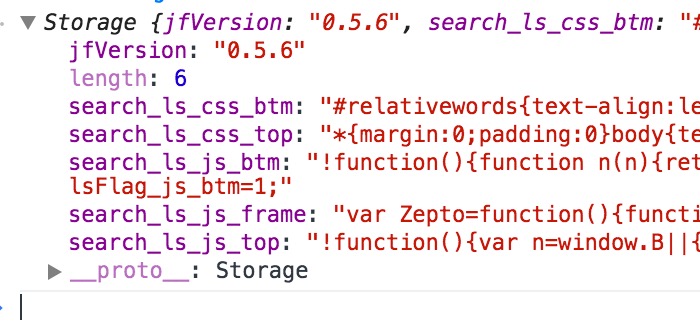 Storage {jfVersion: "0.5.6", search_ls_css_btm: "#
jfVersion: "0.5.6"
length: 6
search_ls_css_btm: "#relativewords{text-align:le
search_ls_css_top: "*{margin:0;padding:0}body{te
search_ls_js_btm: "!function(){function n(n){ret
lsFlag_js_btm=1;"
search_ls_js_frame: "var Zepto=function(){functi
search_ls_js_top: "!function(){var n=window.B||{
__proto__: Storage